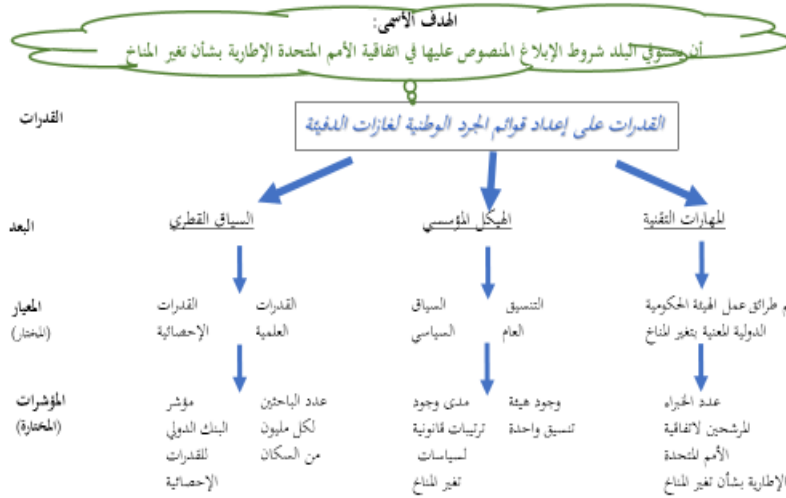 الهدف الأسمى:
أن يستوفي البلد شروط الإبلاغ المنصوص عليها في اتفاقية الأمم المتحدة الإطارية بشأن تغير المناخ
القدرات
القدرات على إعداد قوائم الجرد الوطنية لغازات الدفيئة
البعد
المهارات التقنية
الهيكل المؤسسي
السياق القطري
المعيار
(المختار)
طرائق عمل الهيئة الحكومية
الدولية المعنية بتغير المناخ
التنسيق
العام
السياق
السياسي
القدرات
العلمية
القدرات
الإحصائية
المؤشرات
(المختارة)
عدد الخبراء
المرشحين لاتفاقية
الأمم المتحدة
الإطارية بشأن تغير المناخ
وجود هيئة
تنسيق واحدة
مدى وجود
ترتيبات قانونية
لسياسات
تغير المناخ
عدد الباحثين
لكل مليون
من السكان
مؤشر
البنك الدولي
للقدرات
الإحصائية